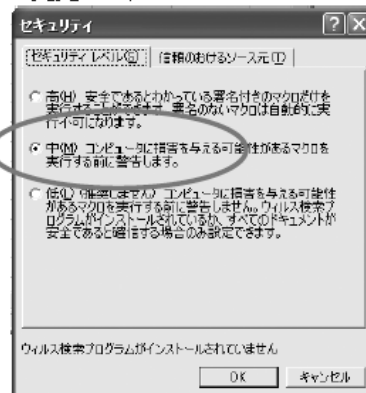 セキュリティ
セキュリティ レベル(S) 信頼のおけるソース元(T)
高(H) 安全であるとわかっている署名付きのマクロだけを
実行することができます。署名のないマクロは自動的に実
行不可になります。
中(M) コンピュータに損害を与える可能性があるマクロを
実行する前に警告します。
低(L) (推奨しません) コンピュータに損害を与える可能性
があるマクロを実行する前に警告しません。ウィルス検索プ
ログラムがインストールされているか、すべてのドキュメントが
安全であると確信する場合のみ設定できます。
ウィルス検索プログラムがインストールされていません
OK キャンセル